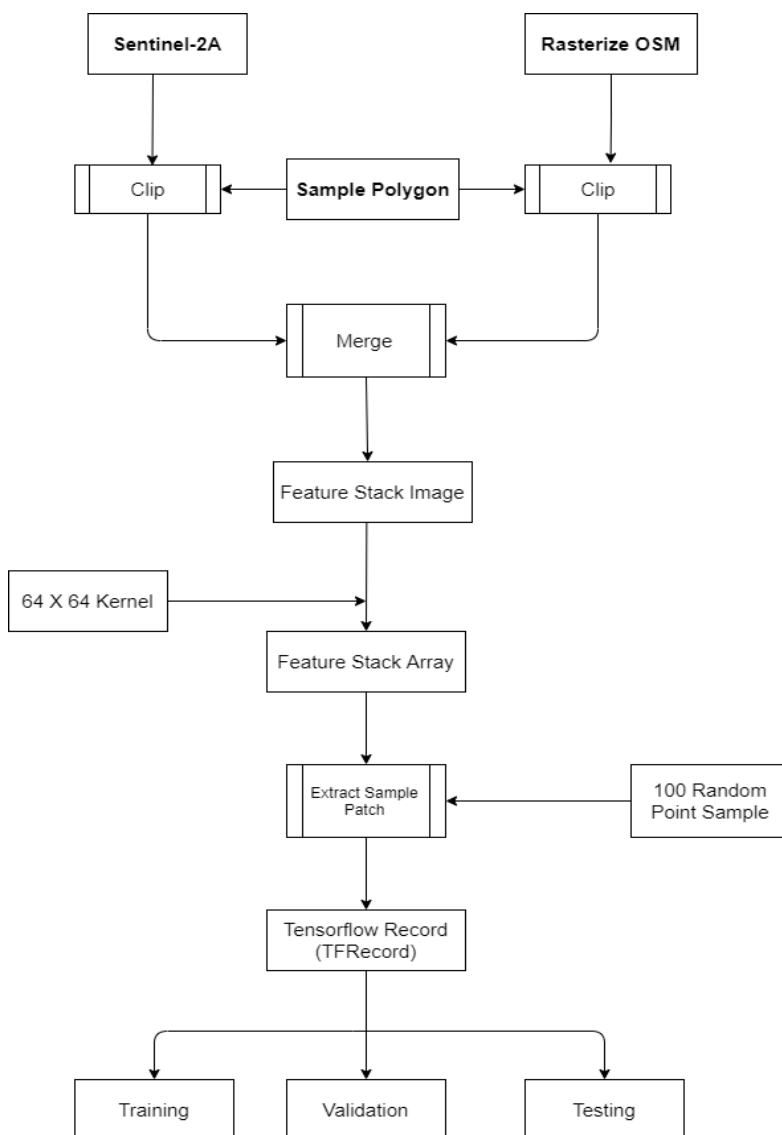 Sentinel-2A
Rasterize OSM
Clip
Sample Polygon
Clip
Merge
Feature Stack Image
64 X 64 Kernel
Feature Stack Array
Extract Sample
Patch
100 Random
Point Sample
Tensorflow Record
(TFRecord)
Training
Validation
Testing